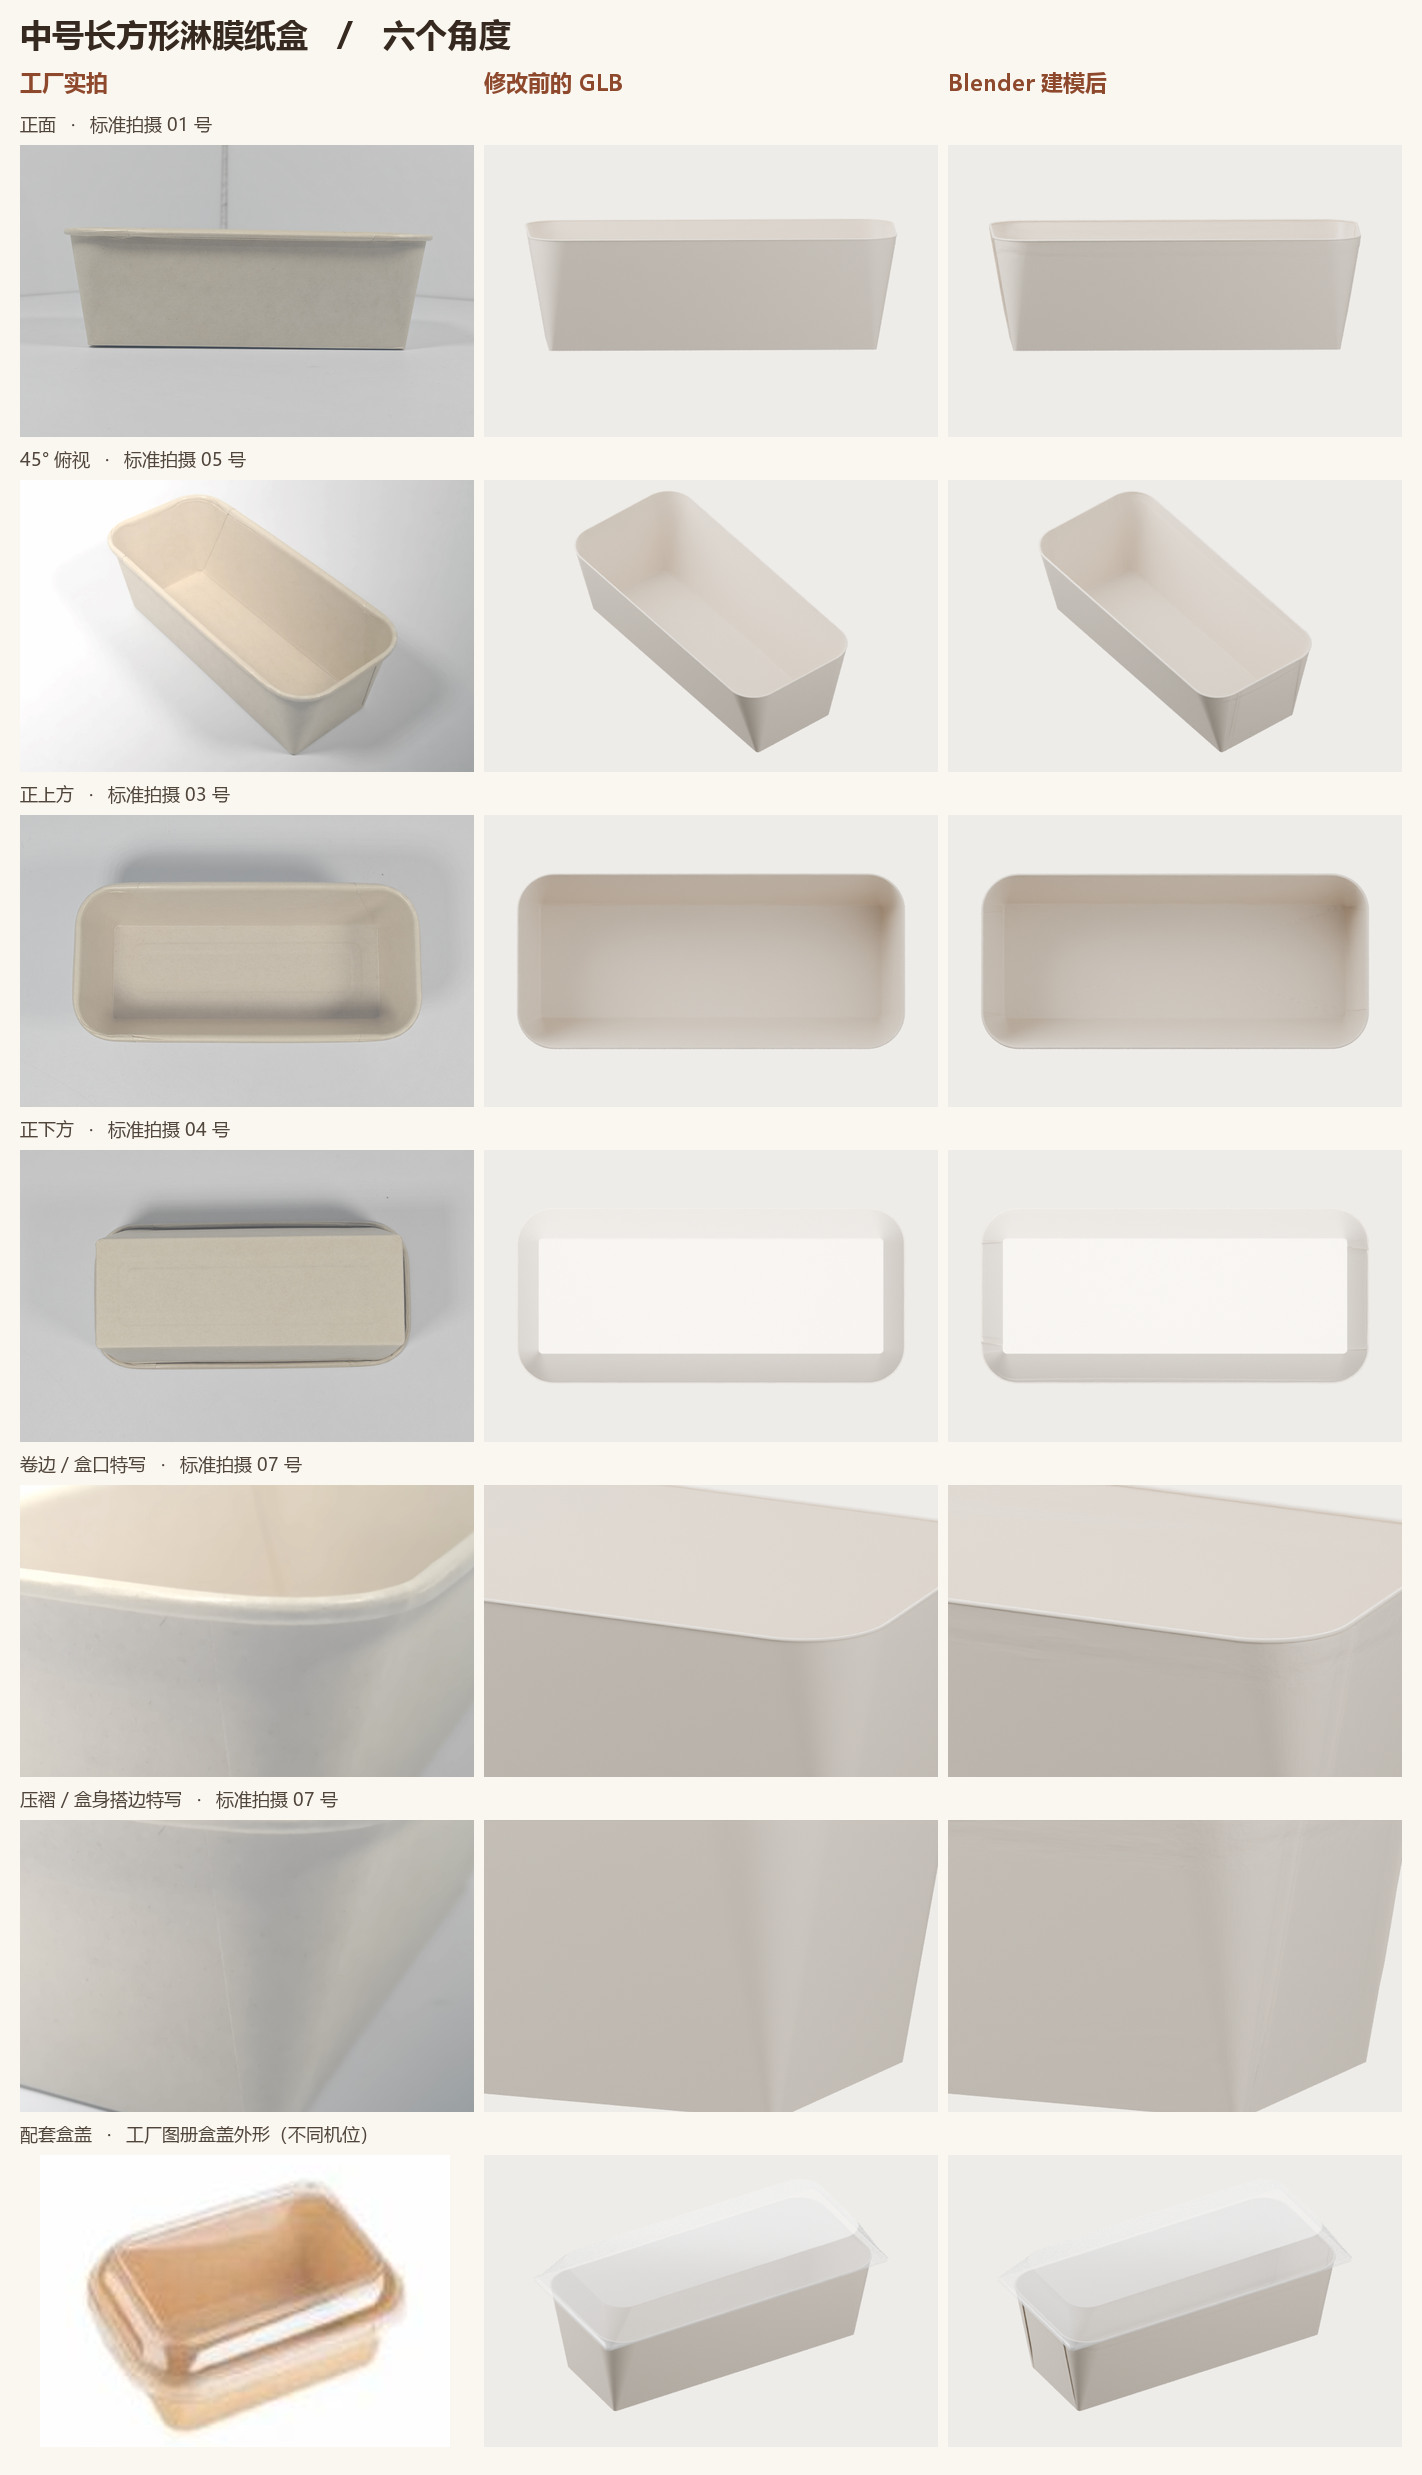 中号长方形淋膜纸盒 / 六个角度
工厂实拍 修改前的 GLB Blender 建模后
正面 · 标准拍摄 01 号
45° 俯视 · 标准拍摄 05 号
正上方 · 标准拍摄 03 号
正下方 · 标准拍摄 04 号
卷边 / 盒口特写 · 标准拍摄 07 号
压褶 / 盒身搭边特写 · 标准拍摄 07 号
配套盒盖 · 工厂图册盒盖外形（不同机位）